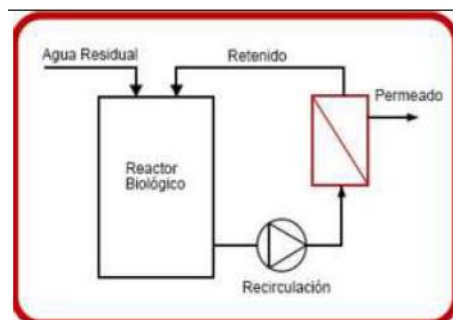 Agua Residual
Retenido
Permeado
Reactor
Biológico
Recirculación